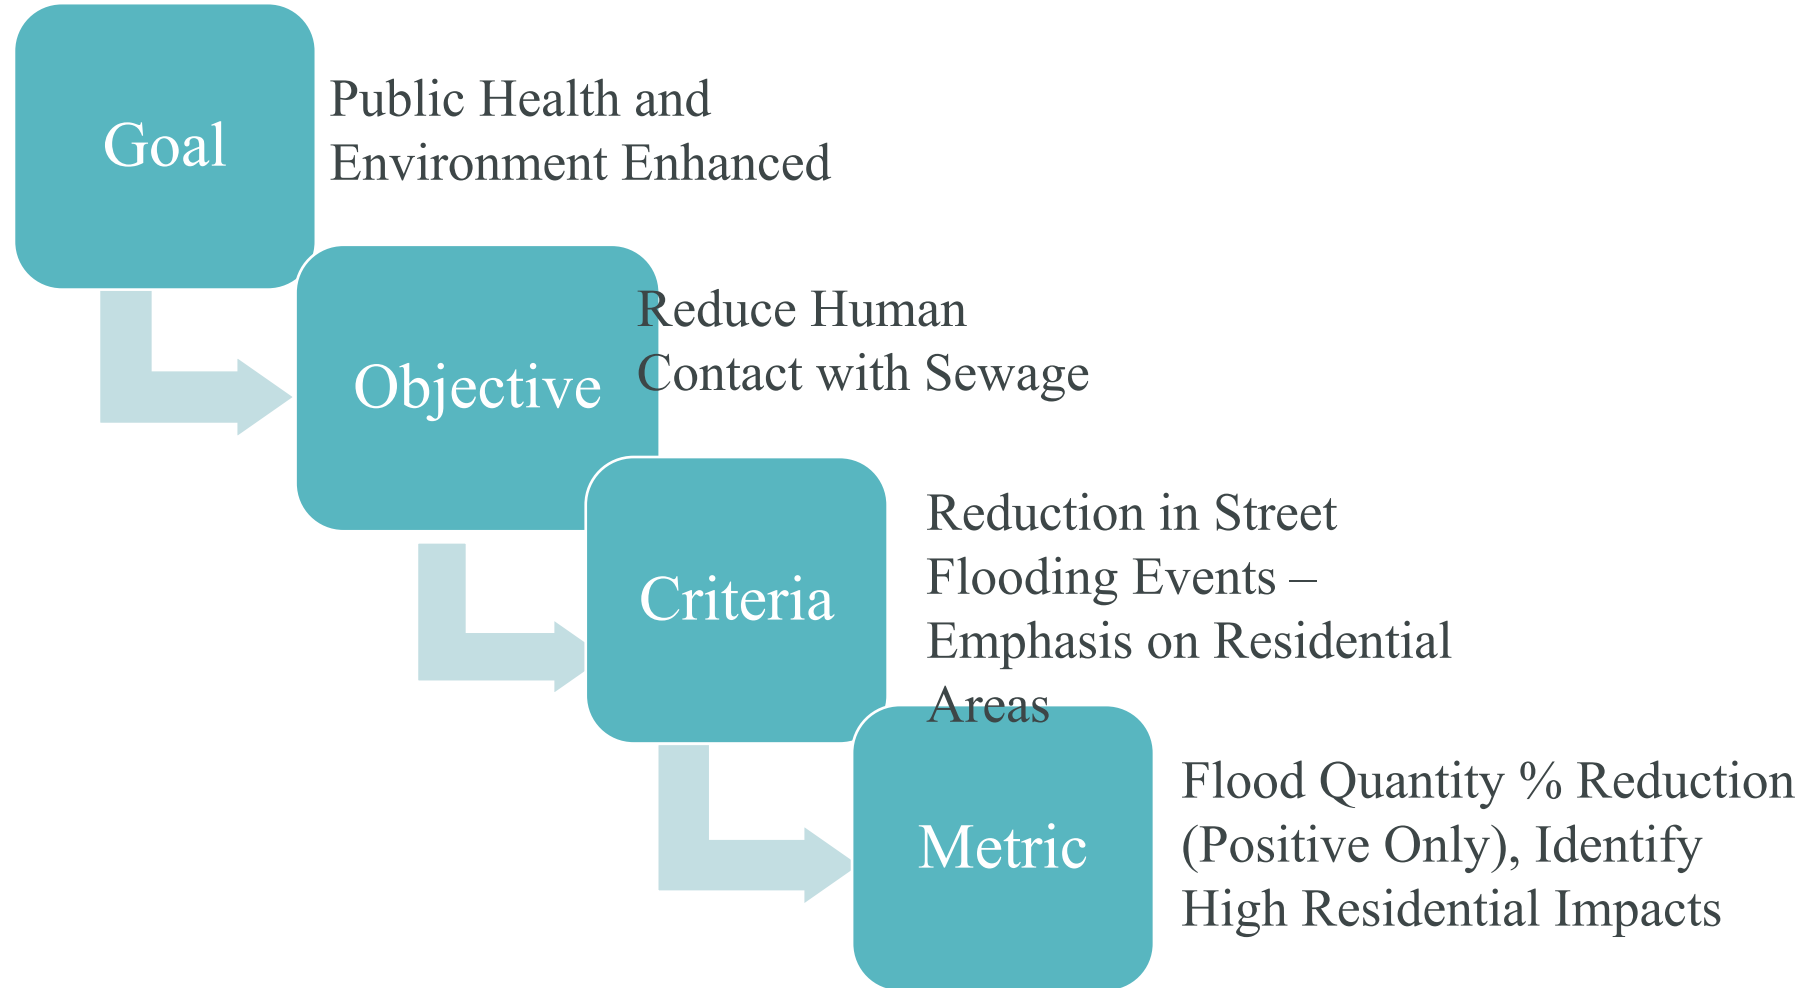 Goal
Public Health and
Environment Enhanced
Objective
Reduce Human
Contact with Sewage
Criteria
Reduction in Street
Flooding Events –
Emphasis on Residential
Areas
Metric
Flood Quantity % Reduction
(Positive Only), Identify
High Residential Impacts